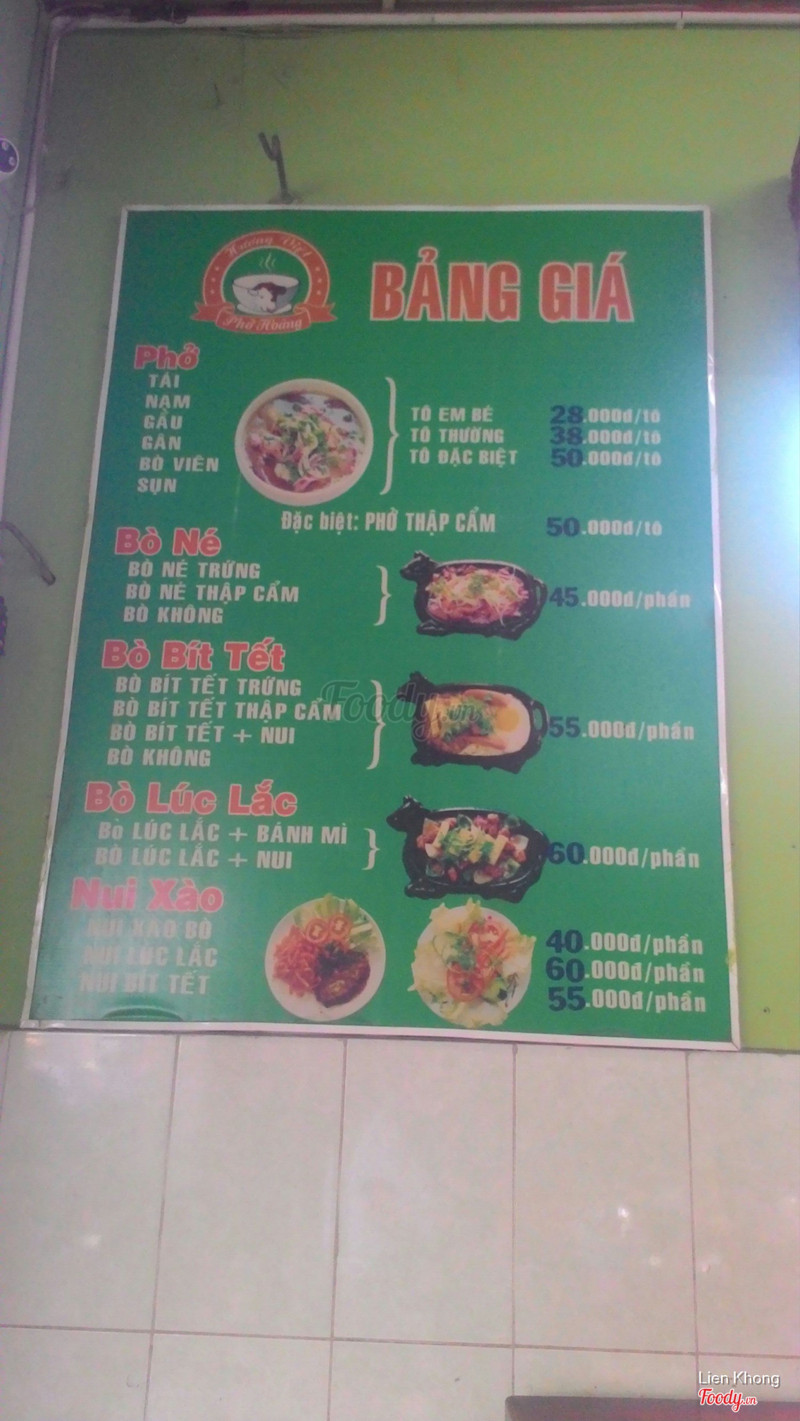 Hương Việt
Phở Hoàng
BẢNG GIÁ
Phở
TÁI
NẠM
GẦU
GÂN
BÒ VIÊN
SỤN
TÔ EM BÉ 28.000đ/tô
TÔ THƯỜNG 38.000đ/tô
TÔ ĐẶC BIỆT 50.000đ/tô
Đặc biệt: PHỞ THẬP CẨM 50.000đ/tô
Bò Né
BÒ NÉ TRỨNG
BÒ NÉ THẬP CẨM 45.000đ/phần
BÒ KHÔNG
Bò Bít Tết
BÒ BÍT TẾT TRỨNG
BÒ BÍT TẾT THẬP CẨM
BÒ BÍT TẾT + NUI 55.000đ/phần
BÒ KHÔNG
Bò Lúc Lắc
Bò LÚC LẮC + BÁNH MÌ
BÒ LÚC LẮC + NUI 60.000đ/phần
Nui Xào
NUI XÀO BÒ 40.000đ/phần
NUI LÚC LẮC 60.000đ/phần
NUI BÍT TẾT 55.000đ/phần
Foody.vn
Lien Khong
Foody.vn